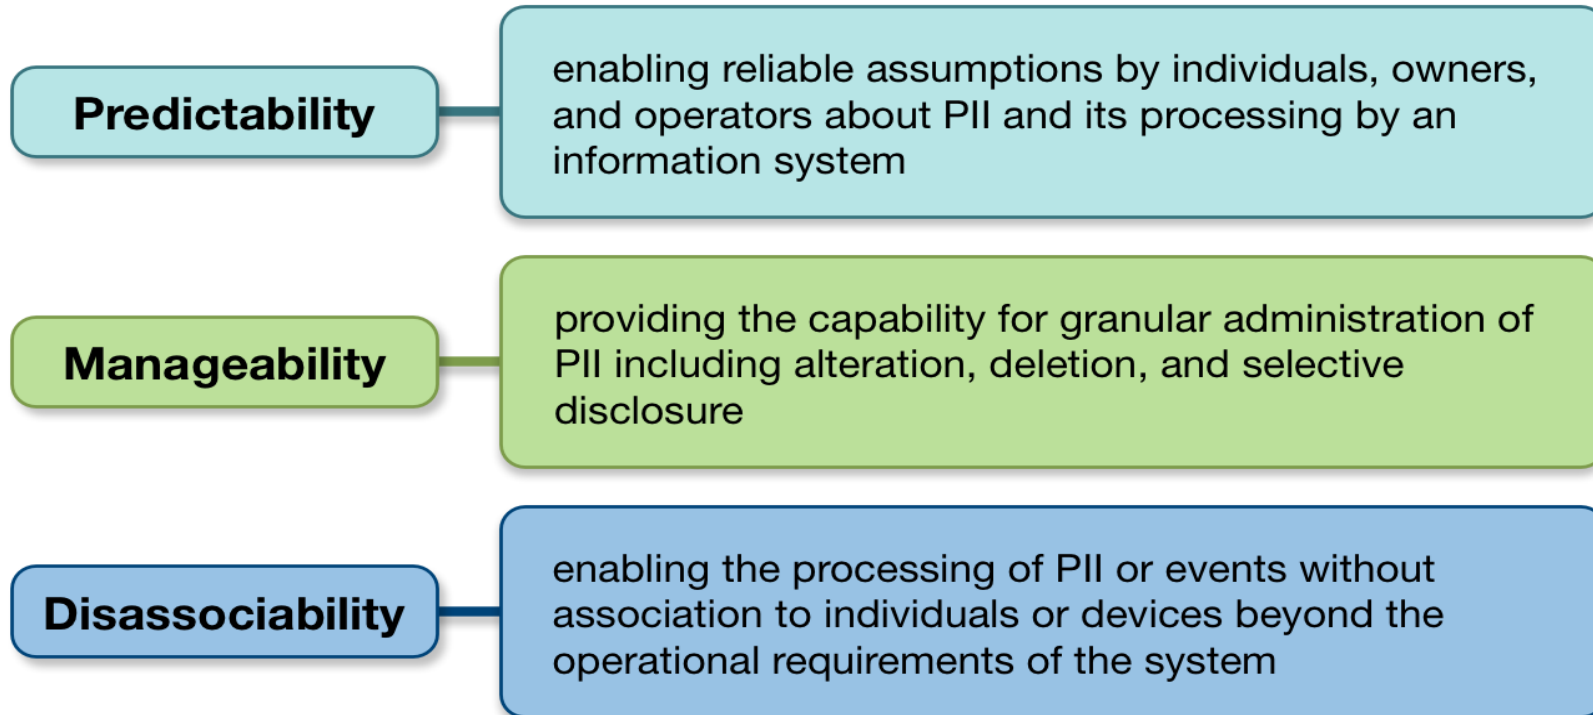 Predictability
enabling reliable assumptions by individuals, owners,
and operators about PII and its processing by an
information system
Manageability
providing the capability for granular administration of
PII including alteration, deletion, and selective
disclosure
Disassociability
enabling the processing of PII or events without
association to individuals or devices beyond the
operational requirements of the system